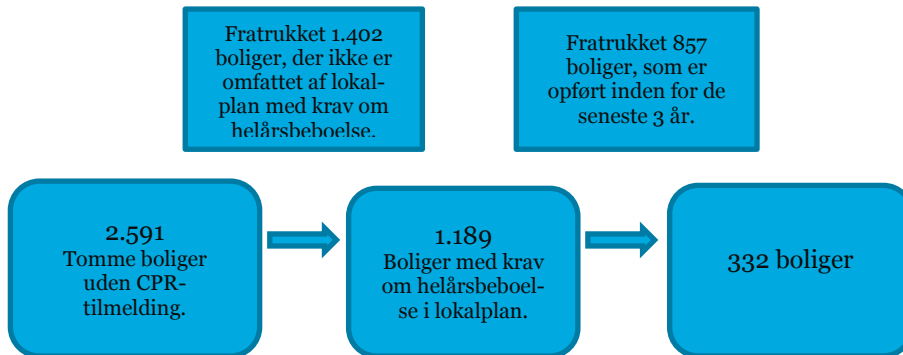 Fratrukket 1.402
boliger, der ikke er
omfattet af lokal-
plan med krav om
helårsbeboelse.
Fratrukket 857
boliger, som er
opført inden for de
seneste 3 år.
2.591
Tomme boliger
uden CPR-
tilmelding.
1.189
Boliger med krav
om helårsbeboel-
se i lokalplan.
332 boliger